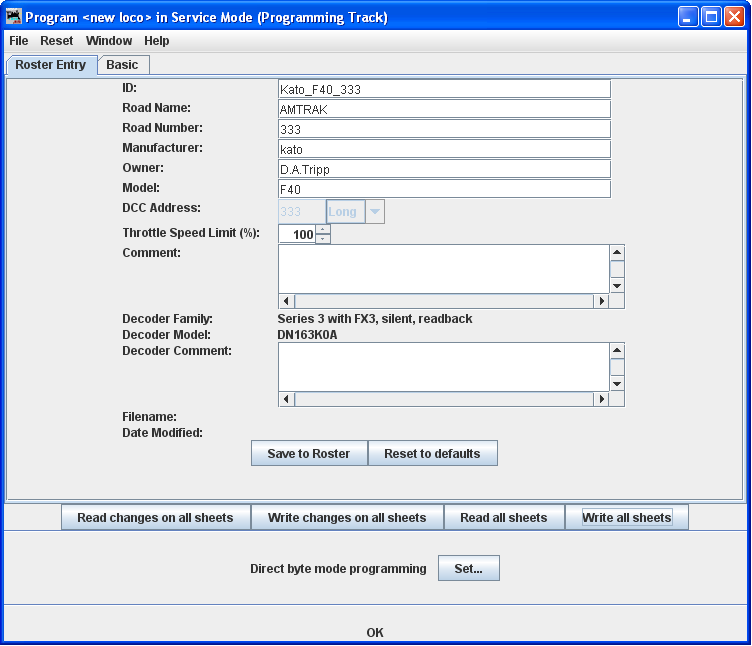 Program <new loco> in Service Mode (Programming Track)
File Reset Window Help
Roster Entry Basic
ID: Kato_F40_333
Road Name: AMTRAK
Road Number: 333
Manufacturer: kato
Owner: D.A.Tripp
Model: F40
DCC Address: 333 Long
Throttle Speed Limit (%): 100
Comment:
Decoder Family: Series 3 with FX3, silent, readback
Decoder Model: DN163K0A
Decoder Comment:
Filename:
Date Modified:
Save to Roster Reset to defaults
Read changes on all sheets Write changes on all sheets Read all sheets Write all sheets
Direct byte mode programming Set...
OK